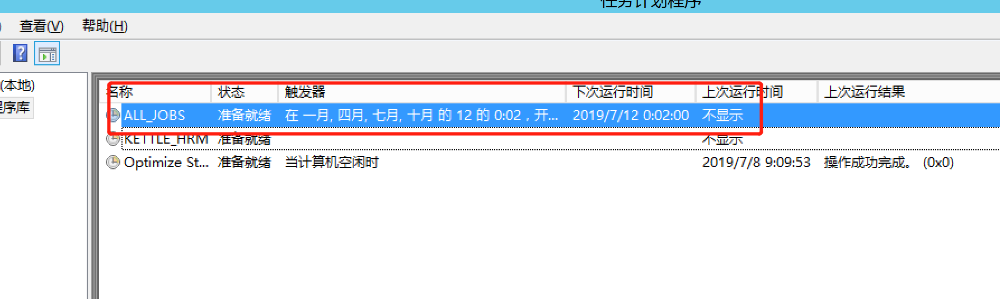 任务计划程序
查看(V) 帮助(H)
(本地)
程序库
名称 状态 触发器 下次运行时间 上次运行时间 上次运行结果
ALL_JOBS 准备就绪 在 一月, 四月, 七月, 十月 的 12 的 0:02 , 开... 2019/7/12 0:02:00 不显示
KETTLE_HRM 准备就绪 不显示
Optimize St... 准备就绪 当计算机空闲时 2019/7/8 9:09:53 操作成功完成。 (0x0)